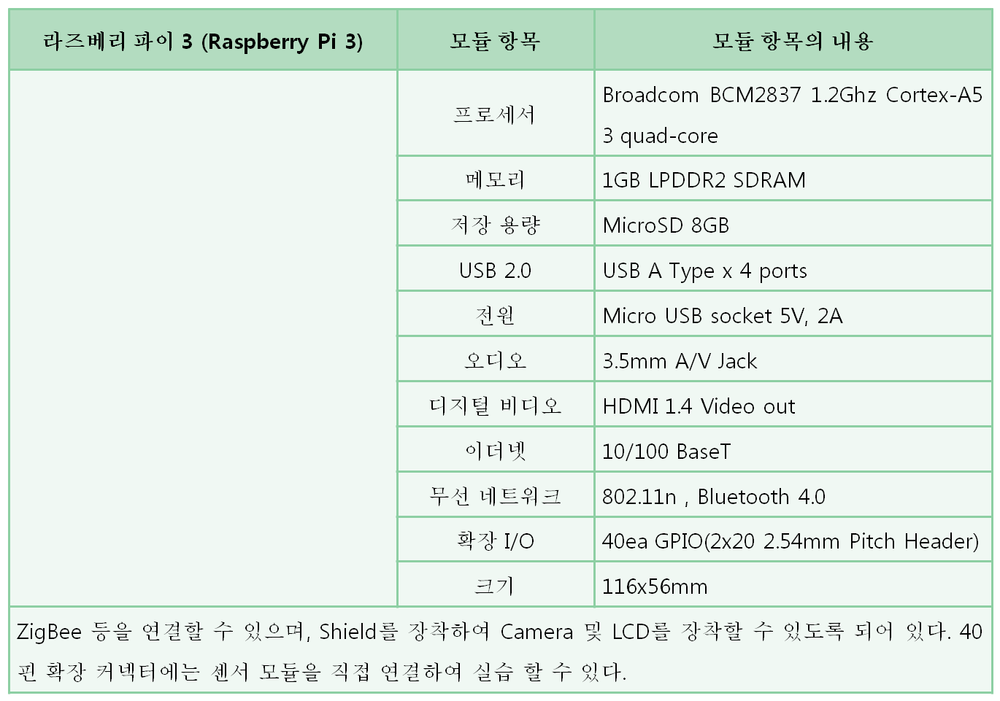 라즈베리 파이 3 (Raspberry Pi 3) 모듈 항목 모듈 항목의 내용
프로세서 Broadcom BCM2837 1.2Ghz Cortex-A5
3 quad-core
메모리 1GB LPDDR2 SDRAM
저장 용량 MicroSD 8GB
USB 2.0 USB A Type x 4 ports
전원 Micro USB socket 5V, 2A
오디오 3.5mm A/V Jack
디지털 비디오 HDMI 1.4 Video out
이더넷 10/100 BaseT
무선 네트워크 802.11n , Bluetooth 4.0
확장 I/O 40ea GPIO(2x20 2.54mm Pitch Header)
크기 116x56mm
ZigBee 등을 연결할 수 있으며, Shield를 장착하여 Camera 및 LCD를 장착할 수 있도록 되어 있다. 40
핀 확장 커넥터에는 센서 모듈을 직접 연결하여 실습 할 수 있다.